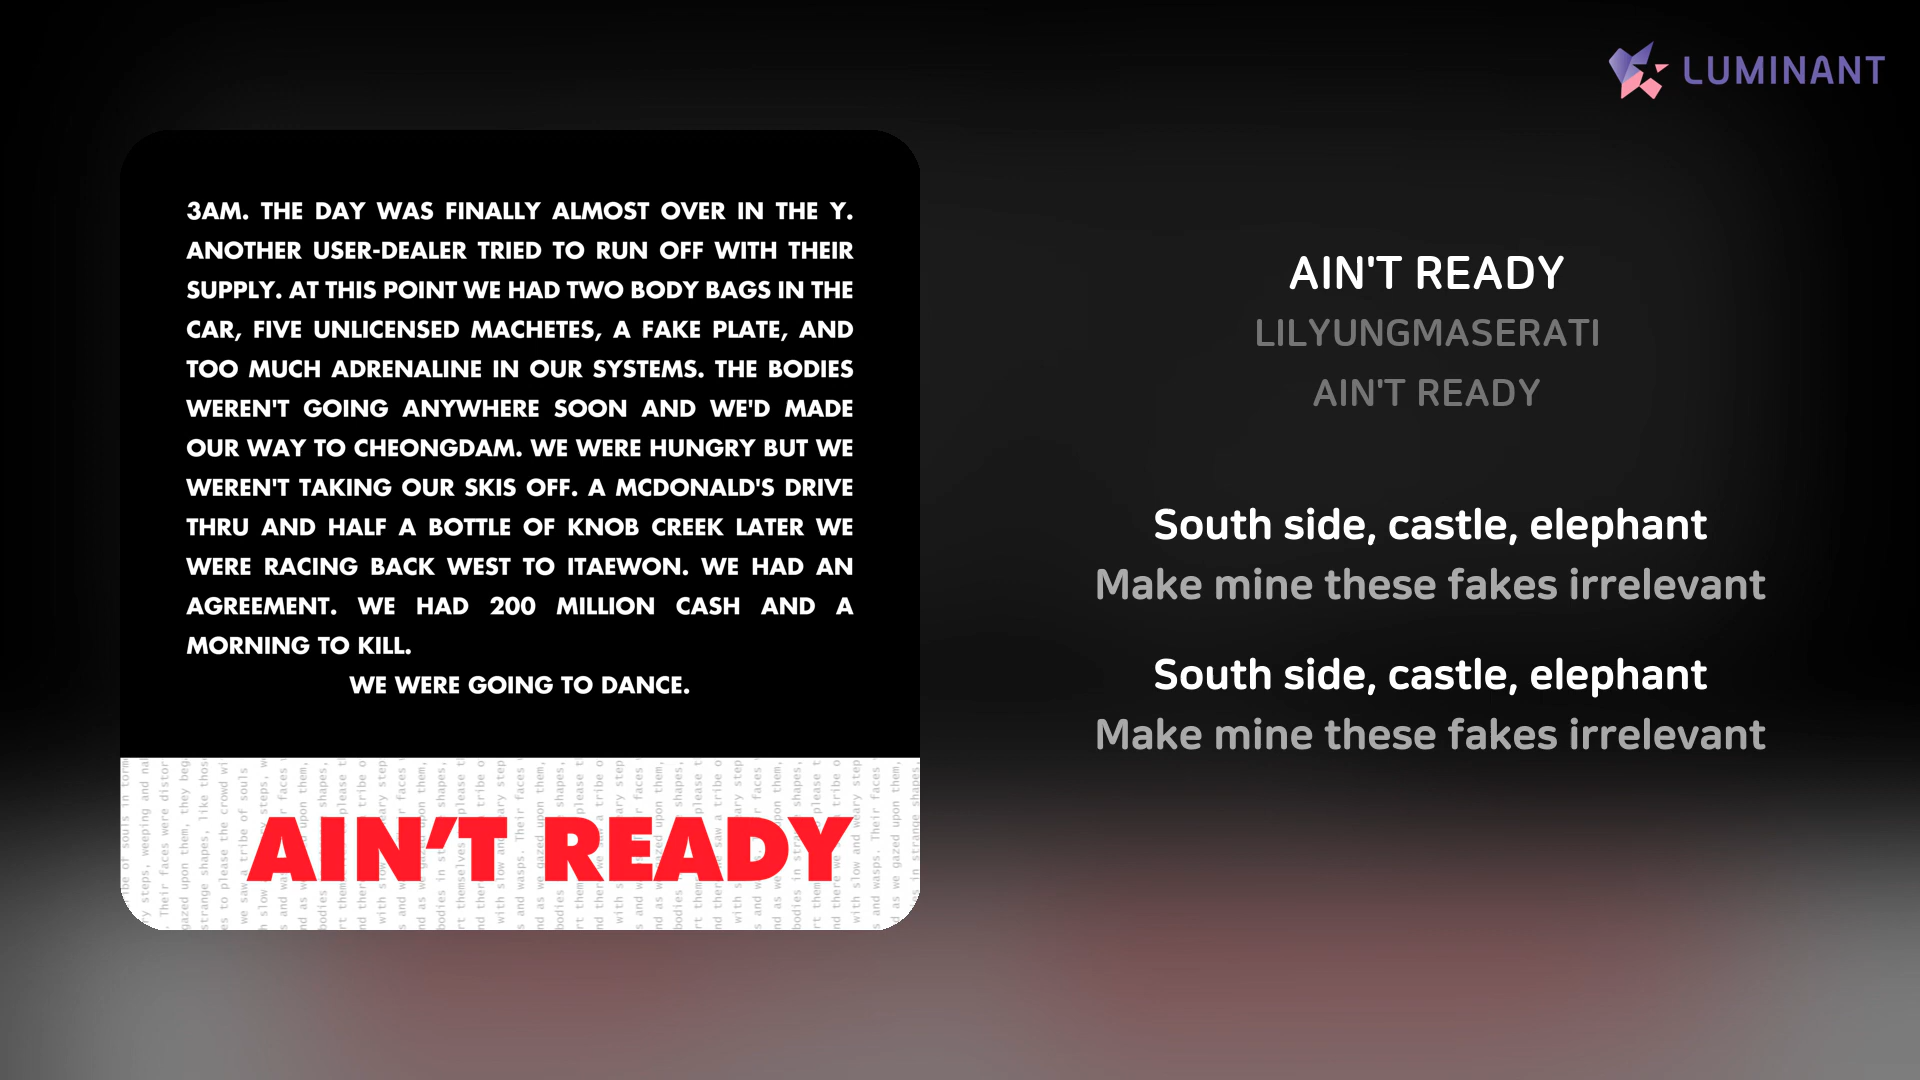 LUMINANT
3AM. THE DAY WAS FINALLY ALMOST OVER IN THE Y.
ANOTHER USER-DEALER TRIED TO RUN OFF WITH THEIR
SUPPLY. AT THIS POINT WE HAD TWO BODY BAGS IN THE
CAR, FIVE UNLICENSED MACHETES, A FAKE PLATE, AND
TOO MUCH ADRENALINE IN OUR SYSTEMS. THE BODIES
WEREN'T GOING ANYWHERE SOON AND WE'D MADE
OUR WAY TO CHEONGDAM. WE WERE HUNGRY BUT WE
WEREN'T TAKING OUR SKIS OFF. A MCDONALD'S DRIVE
THRU AND HALF A BOTTLE OF KNOB CREEK LATER WE
WERE RACING BACK WEST TO ITAEWON. WE HAD AN
AGREEMENT. WE HAD 200 MILLION CASH AND A
MORNING TO KILL.
WE WERE GOING TO DANCE.
AIN’T READY
AIN'T READY
LILYUNGMASERATI
AIN'T READY
South side, castle, elephant
Make mine these fakes irrelevant
South side, castle, elephant
Make mine these fakes irrelevant